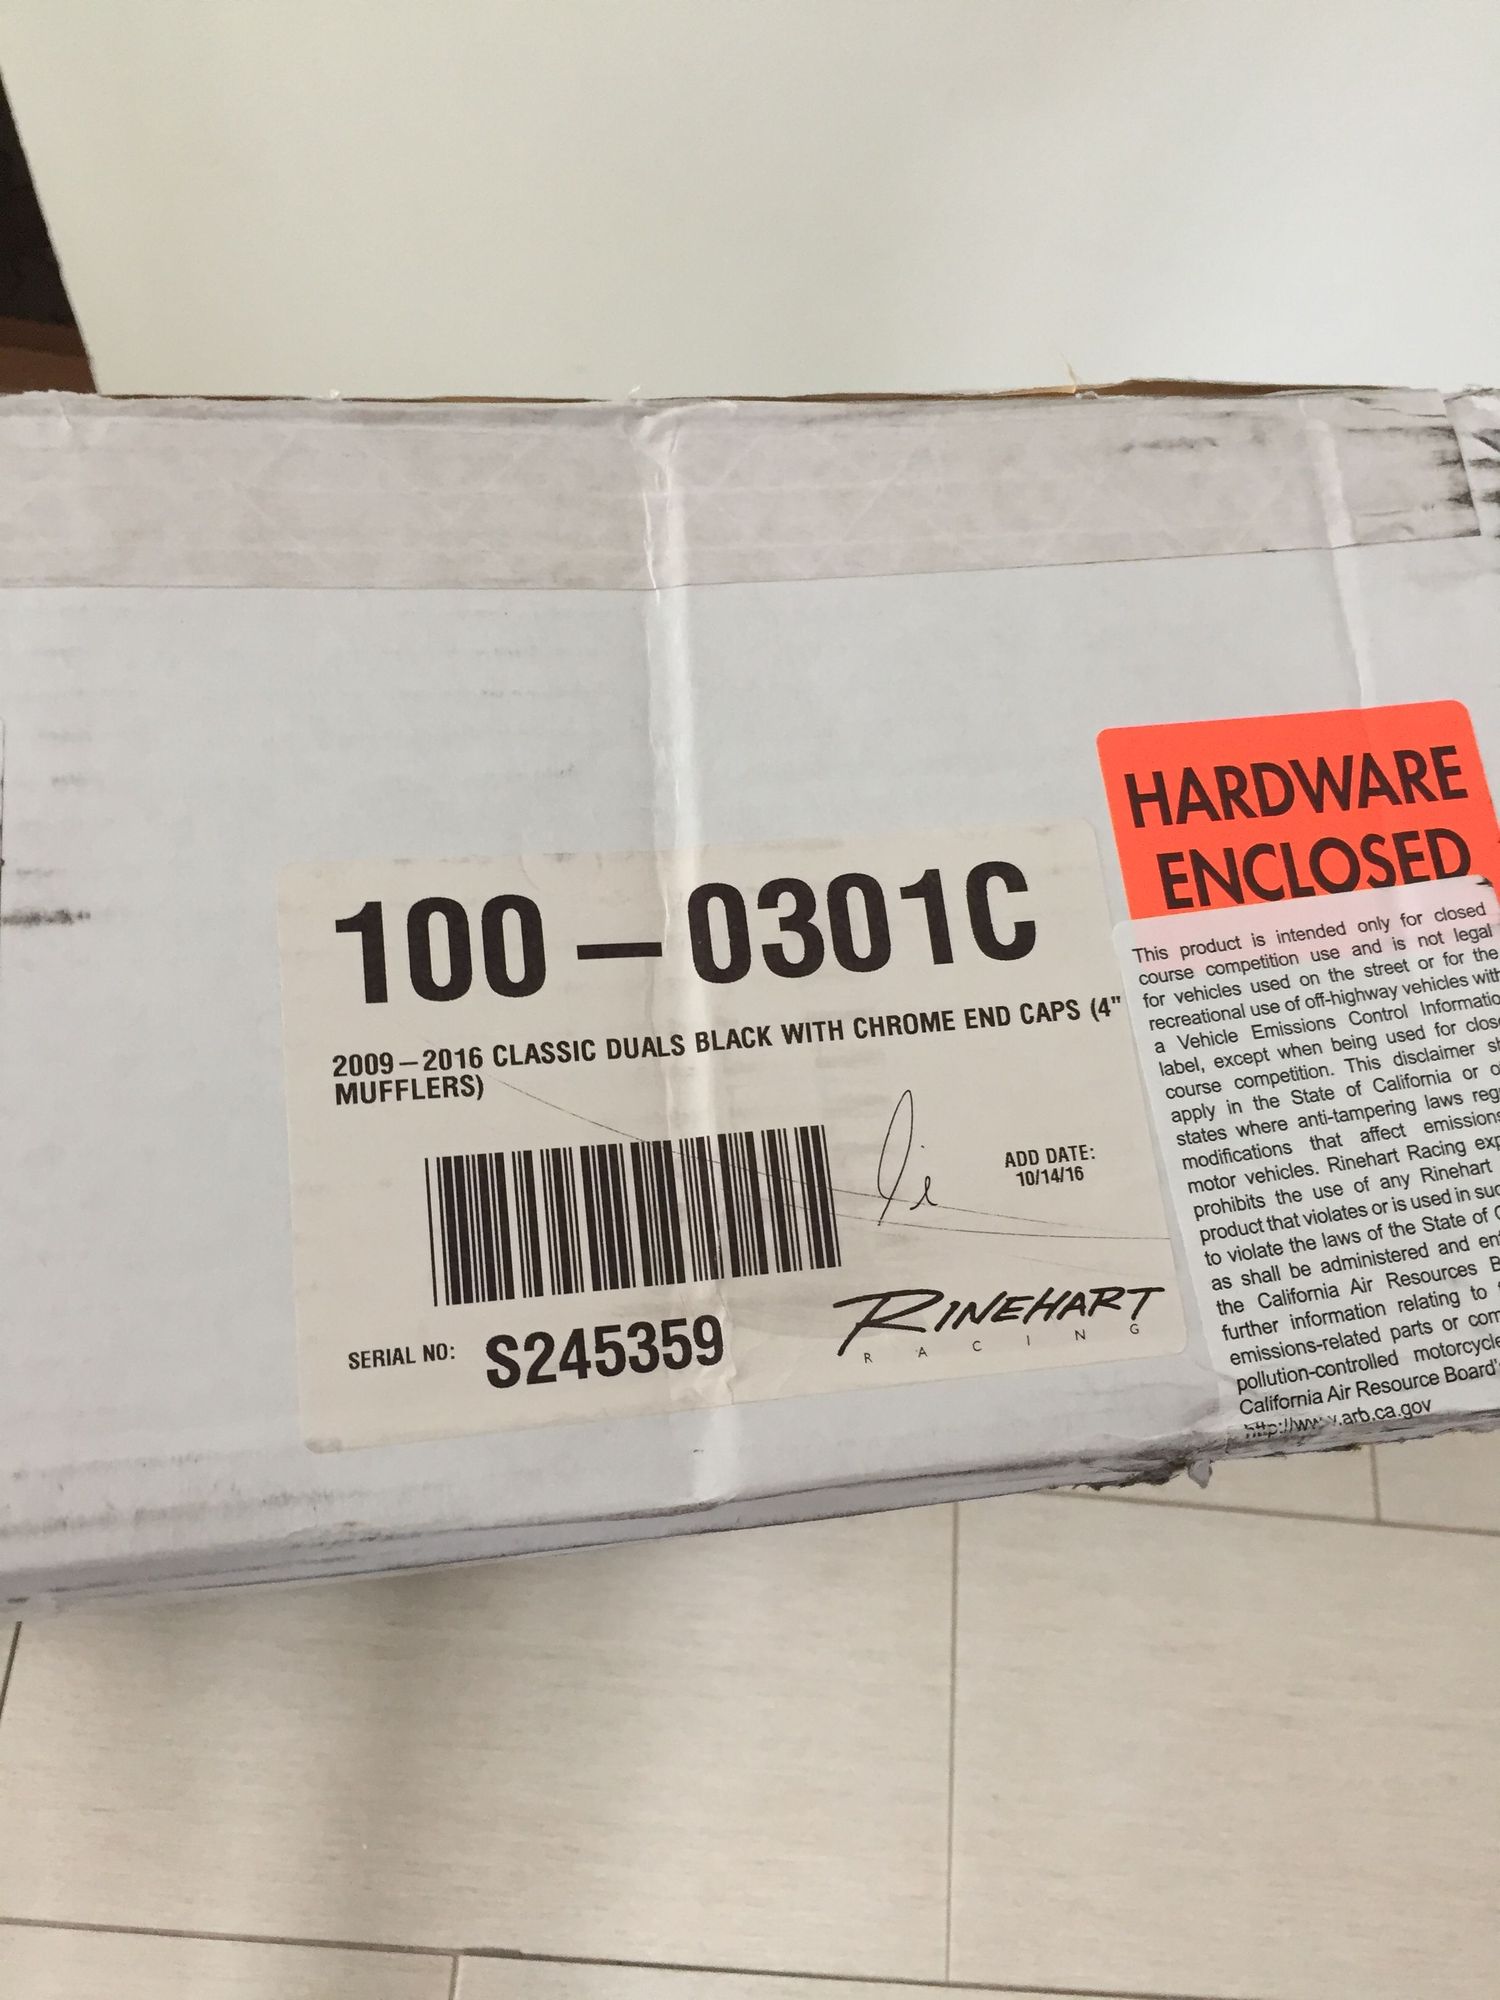 HARDWARE
ENCLOSED
100-0301C
2009-2016 CLASSIC DUALS BLACK WITH CHROME END CAPS (4"
MUFFLERS)
ADD DATE:
10/14/16
SERIAL NO: S245359
RINEHART
RACING
This product is intended only for closed
course competition use and is not legal
for vehicles used on the street or for the
recreational use of off-highway vehicles with
a Vehicle Emissions Control
label, except when being used for
course competition. This disclaimer
apply in the State of California or
states where anti-tampering laws
modifications that affect
motor vehicles. Rinehart Racing
prohibits the use of any Rinehart
product that violates or is used in
to violate the laws of the State of
as shall be administered and
the California Air Resources
further information relating to
emissions-related parts or
pollution-controlled
California Air Resource Board's
.arb.ca.gov